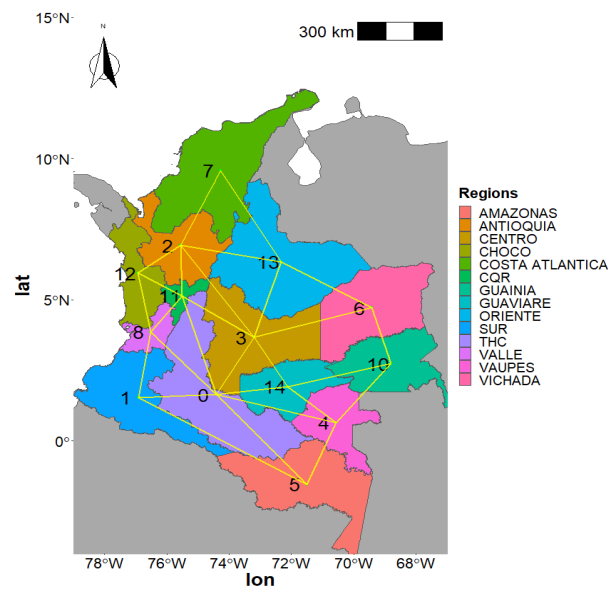 15°N
N
300 km
10°N
7
2
13
12
11
6
5°N
8
3
10
14
0
1
4
0°
5
lat
78°W 76°W 74°W 72°W 70°W 68°W
lon
Regions
AMAZONAS
ANTIOQUIA
CENTRO
CHOCO
COSTA ATLANTICA
CQR
GUAINIA
GUAVIARE
ORIENTE
SUR
THC
VALLE
VAUPES
VICHADA